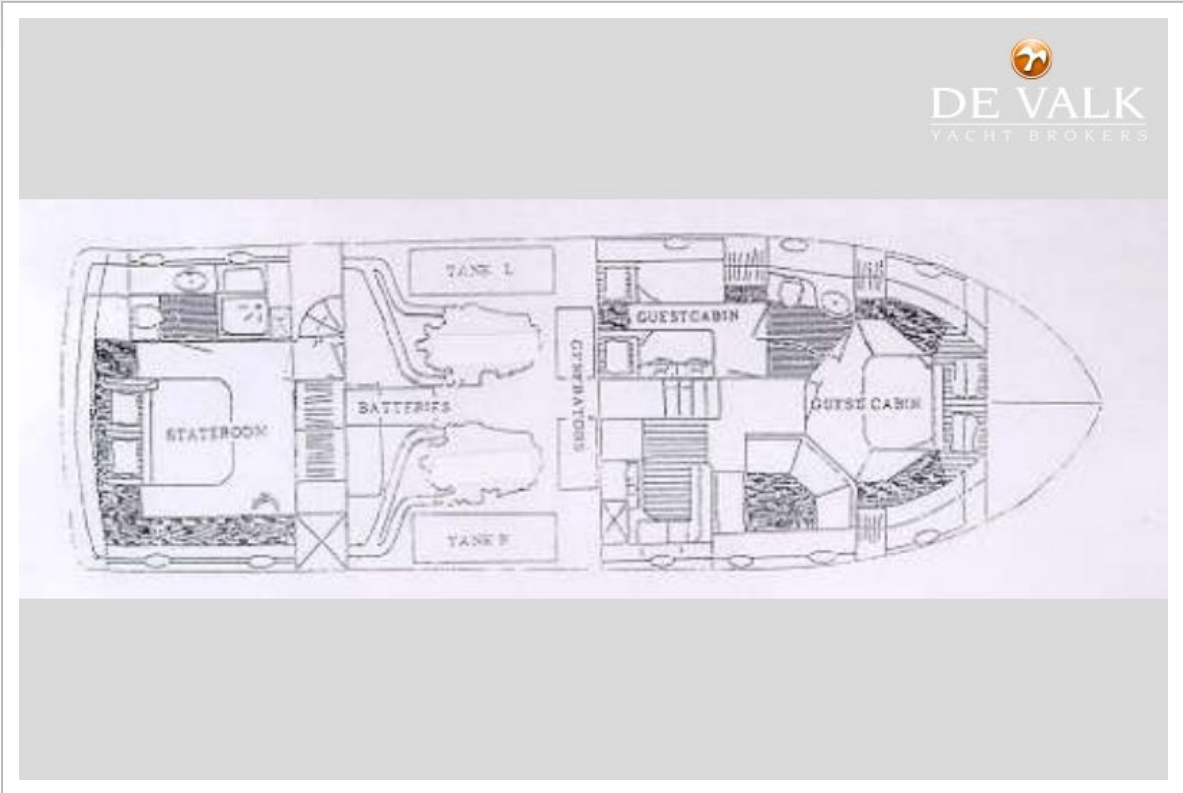 DE VALK
YACHT BROKERS
TANK L
GUESTCABIN
GENERATORS
BATTERIES
GUEST CABIN
STATEROOM
TANK R